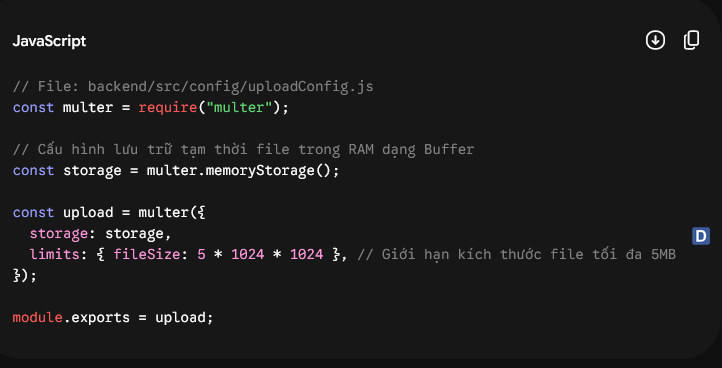 JavaScript
// File: backend/src/config/uploadConfig.js
const multer = require("multer");
// Cấu hình lưu trữ tạm thời file trong RAM dạng Buffer
const storage = multer.memoryStorage();
const upload = multer({
storage: storage,
limits: { fileSize: 5 * 1024 * 1024 }, // Giới hạn kích thước file tối đa 5MB
});
module.exports = upload;
D